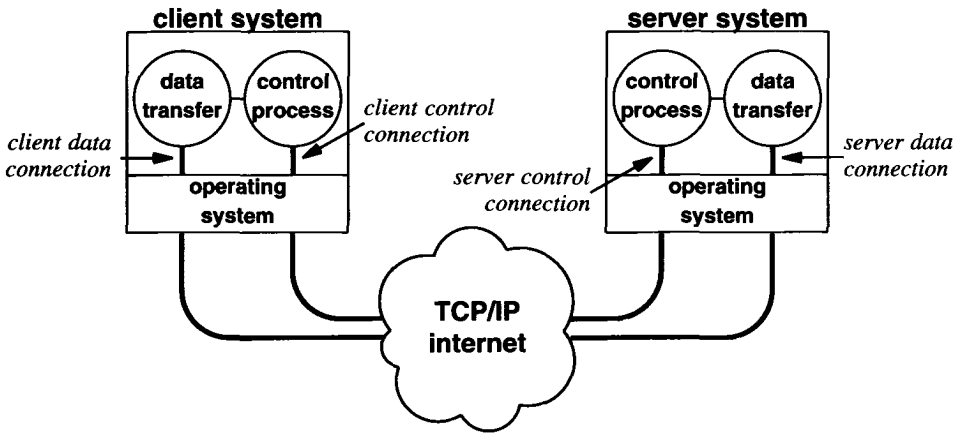 client system
server system
data
transfer
control
process
client control
connection
client data
connection
operating
system
control
process
data
transfer
server data
connection
server control
connection
operating
system
TCP/IP
internet